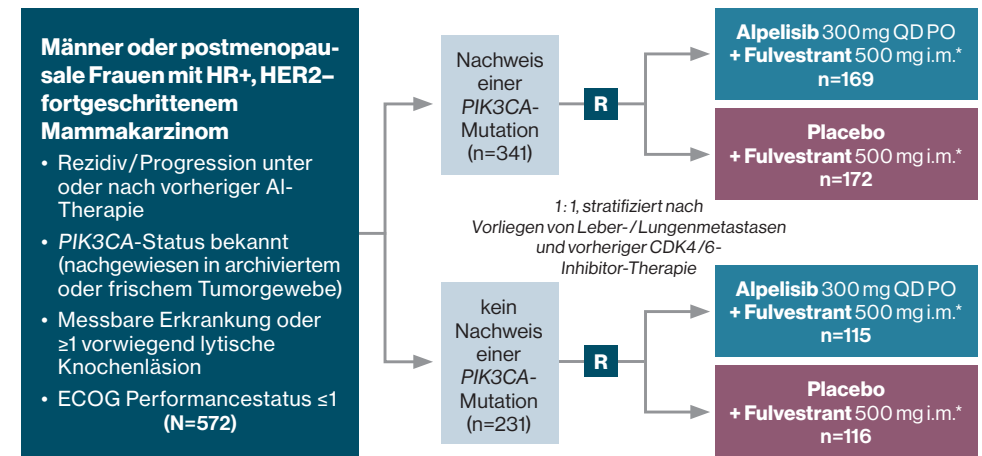 Männer oder postmenopau-
sale Frauen mit HR+, HER2–
fortgeschrittenem
Mammakarzinom
• Rezidiv/Progression unter
oder nach vorheriger AI-
Therapie
• PIK3CA-Status bekannt
(nachgewiesen in archiviertem
oder frischem Tumorgewebe)
• Messbare Erkrankung oder
≥1 vorwiegend lytische
Knochenläsion
• ECOG Performancestatus ≤1
(N=572)
Nachweis
einer
PIK3CA-
Mutation
(n=341)
R
Alpelisib 300 mg QD PO
+ Fulvestrant 500 mg i.m.*
n=169
Placebo
+ Fulvestrant 500 mg i.m.*
n=172
1:1, stratifiziert nach
Vorliegen von Leber-/Lungenmetastasen
und vorheriger CDK4/6-
Inhibitor-Therapie
kein
Nachweis
einer
PIK3CA-
Mutation
(n=231)
R
Alpelisib 300 mg QD PO
+ Fulvestrant 500 mg i.m.*
n=115
Placebo
+ Fulvestrant 500 mg i.m.*
n=116